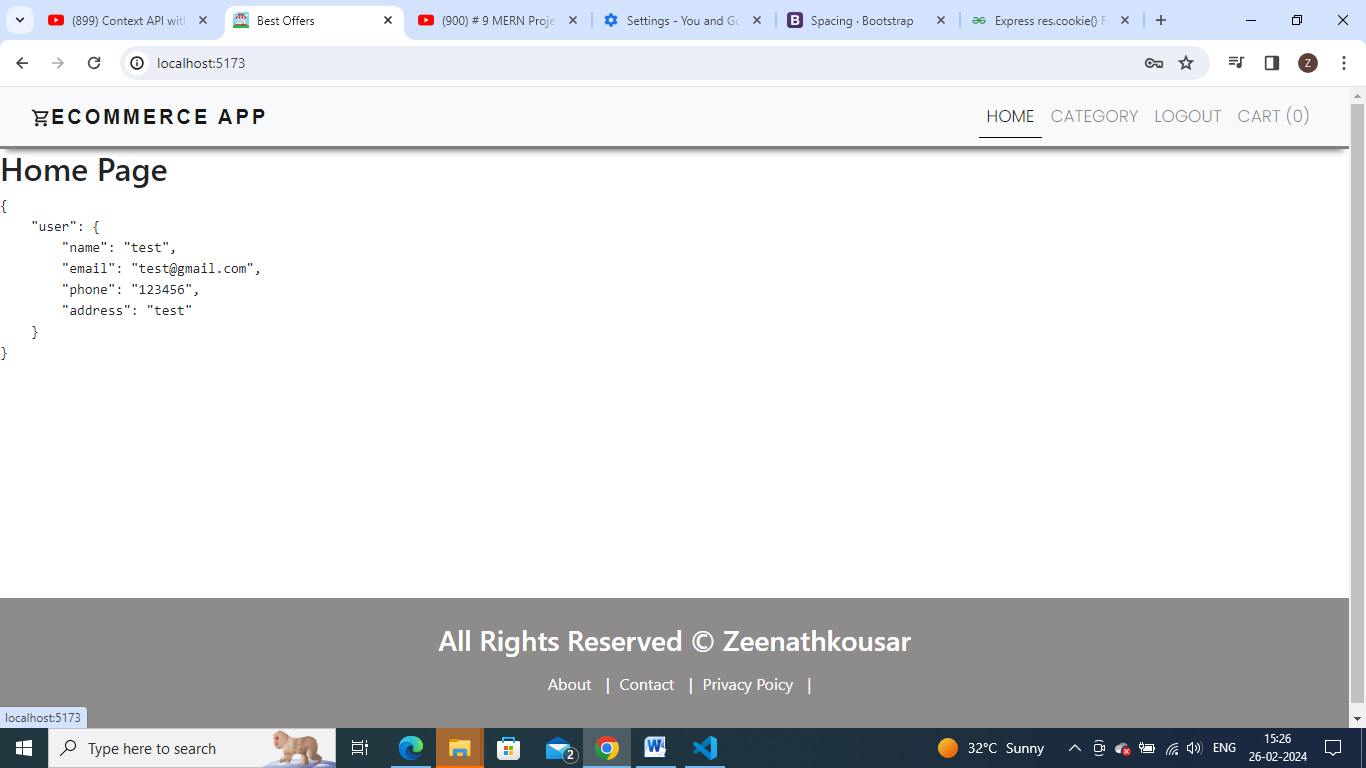 (899) Context API wit
Best Offers
(900) # 9 MERN Proje
Settings - You and Go
Spacing · Bootstrap
Express res.cookie() F
localhost:5173
Z
ECOMMERCE APP
HOME
CATEGORY
LOGOUT
CART (0)
Home Page
{
"user": {
"name": "test",
"email": "test@gmail.com",
"phone": "123456",
"address": "test"
}
}
All Rights Reserved © Zeenathkousar
About | Contact | Privacy Poicy |
localhost:5173
Type here to search
2
32°C Sunny
ENG
15:26
26-02-2024